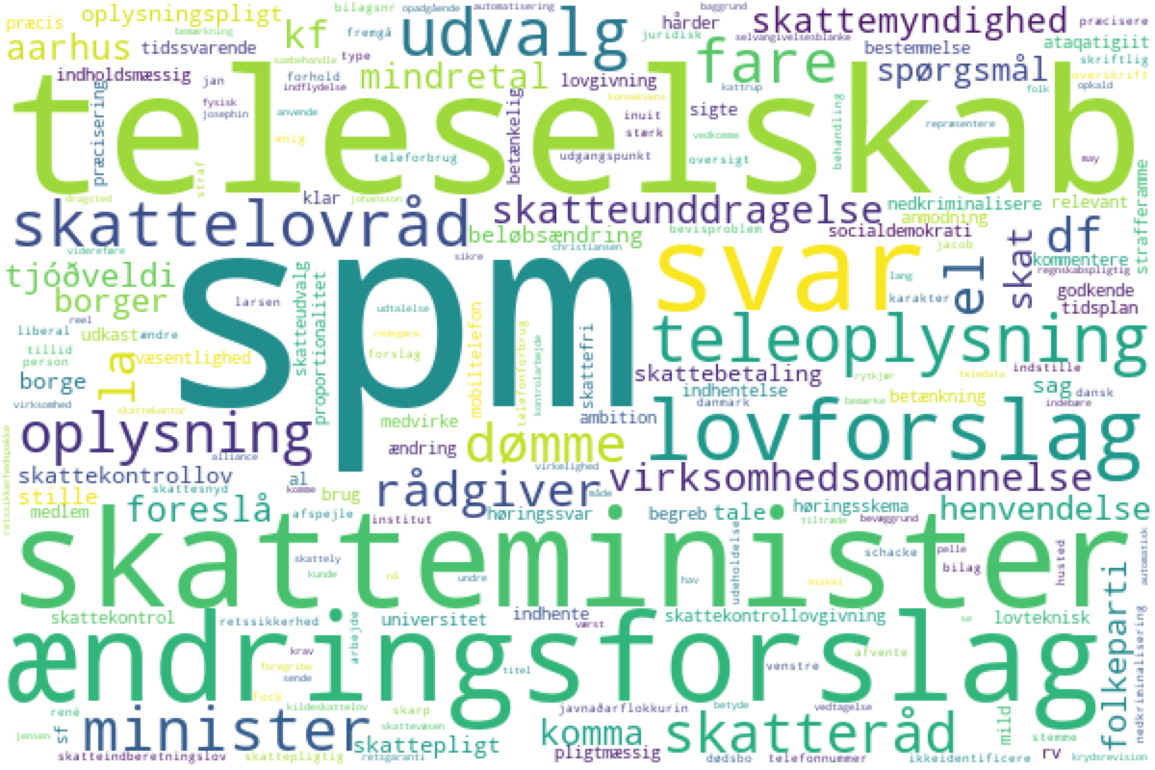 præcis oplysningspligt bilagsnr opadgående automatisering baggrund
kf fremgå udvalg juridisk hårder selvangivelsesblanke skattemyndighed præcisere
aarhus tidssvarende bemærkning sambehandle type fare bestemmelse ataqatigiit
indholdsmæssig jan forhold indflydelse mindretal lovgivning kattrup spørgsmål skriftlig overskrift
præcisering fysisk josephin anvende betænkelig konsekvens inuit sigte folk opkald
enig stærk vedkomme behandling repræsentere
teleselskab
straf teleforbrug udgangspunkt oversigt may
dragsted klar johansson skatteunddragelse nedkriminalisere relevant strafferamme
skattelovråd beløbsændring bevisproblem socialdemokrati anmodning
videreføre sikre christiansen jacob df kommentere
spm svar el skat
tjóðveldi skatteudvalg udtalelse lang regnskabspligtig
borger larsen proportionalitet karakter godkende
reel redegøre mobiltelefon telefonforbrug kontrolarbejde skattefri tidsplan
liberal udkast ændre forslag teleoplysning
tillid person la væsentlighed skattebetaling rytkjær teledata indstille
borge indhentelse betænkning sag dansk
virksomhed skattekontor medvirke ambition danmark bemærke indebære
oplysning ændring dømme lovforslag
retssikkerhedspakke alliance virkelighed
skattekontrollov al komme rådgiver måde virksomhedsomdannelse
stille skattesnyd brug
medlem foreslå afspejle institut høringssvar begreb tale høringsskema tiltræde bevæggrund henvendelse
skatteminister
skattely kunde nå undre hav udeholdelse mikkel schacke pelle bilag husted automatisk
skattekontrol retssikkerhed arbejde universitet indhente værst skattekontrollovgivning se lovteknisk
ændringsforslag
krav foregribe sende titel venstre afvente folkeparti
fock kildeskattelov skarp javnaðarflokkurin betyde vedtagelse nedkriminalisering
rené jensen sf minister skattevæsen komma skatteråd mild stemme
skattepligt pligtmæssig rv
skatteindberetningslov skattepligtig retsgaranti dødsbo telefonnummer ikkeidentificere krydsrevision